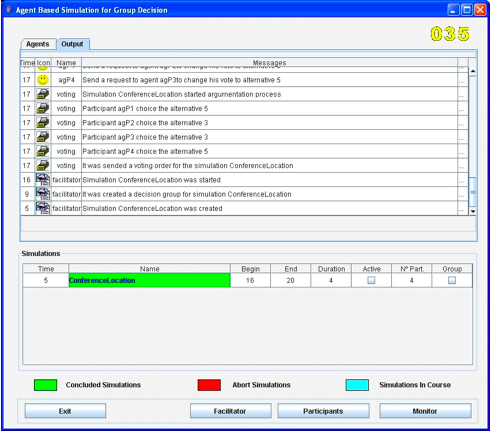 Agent Based Simulation for Group Decision
035
Agents Output
Time Icon Name Messages
17 agP4 Send a request to agent agP3to change his vote to alternative 5 ...
17 voting Simulation ConferenceLocation started argumentation process ...
17 voting Participant agP1 choice the alternative 5 ...
17 voting Participant agP2 choice the alternative 3 ...
17 voting Participant agP3 choice the alternative 3 ...
17 voting Participant agP4 choice the alternative 5 ...
17 voting It was sended a voting order for the simulation ConferenceLocation ...
16 facilitator Simulation ConferenceLocation was started ...
9 facilitator It was created a decision group for simulation ConferenceLocation ...
5 facilitator Simulation ConferenceLocation was created ...
Simulations
Time Name Begin End Duration Active Nº Part. Group
5 ConferenceLocation 16 20 4 4
Concluded Simulations Abort Simulations Simulations In Course
Exit Facilitator Participants Monitor